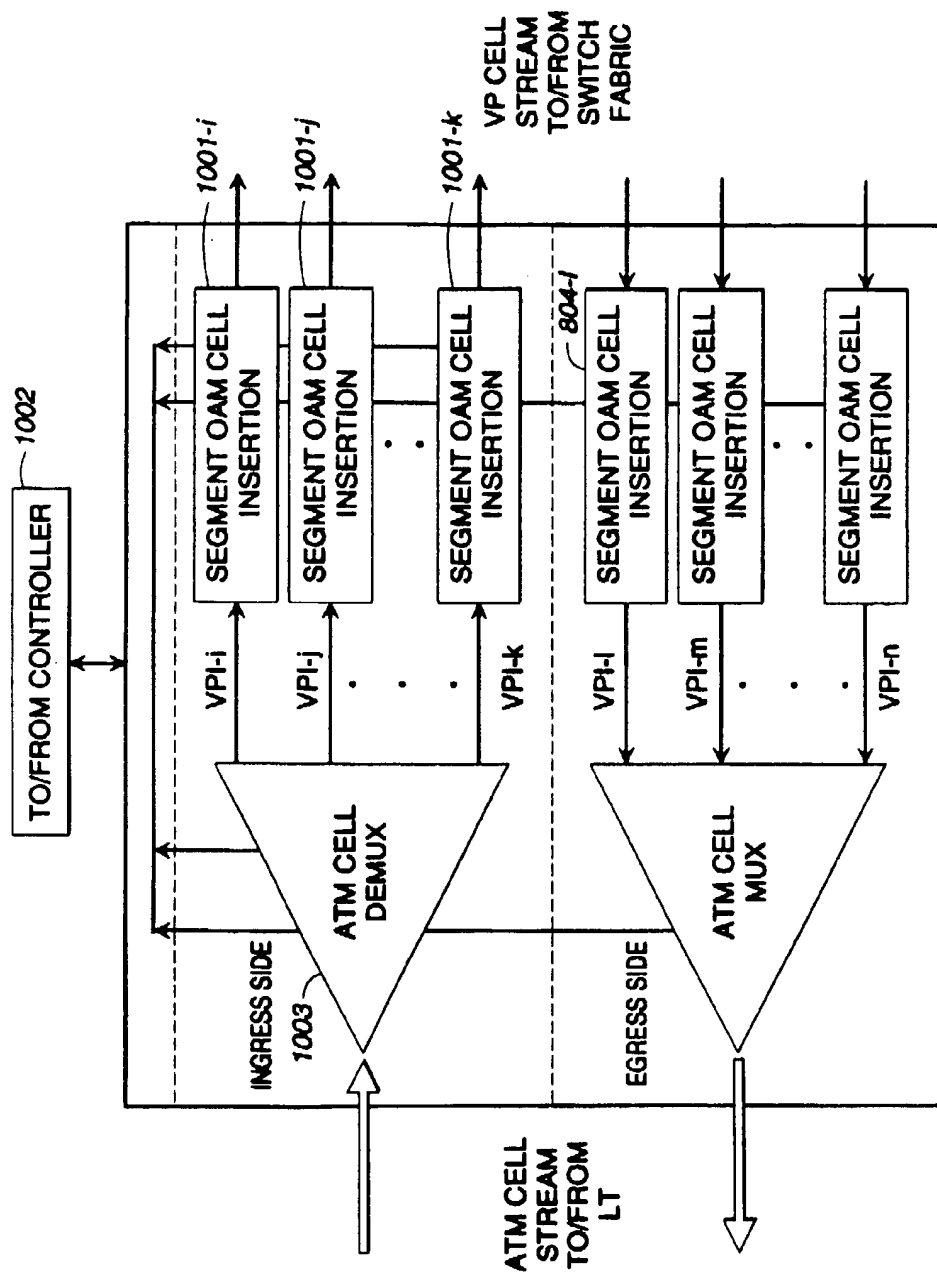 TO/FROM CONTROLLER
1002
ATM CELL
STREAM
TO/FROM
LT
INGRESS SIDE
1003
ATM CELL
DEMUX
VPI-i
VPI-j
. . .
VPI-k
SEGMENT OAM CELL
INSERTION
1001-i
SEGMENT OAM CELL
INSERTION
1001-j
. .
SEGMENT OAM CELL
INSERTION
1001-k
VP CELL
STREAM
TO/FROM
SWITCH
FABRIC
EGRESS SIDE
ATM CELL
MUX
VPI-l
VPI-m
. . .
VPI-n
SEGMENT OAM CELL
INSERTION
804-l
SEGMENT OAM CELL
INSERTION
. .
SEGMENT OAM CELL
INSERTION